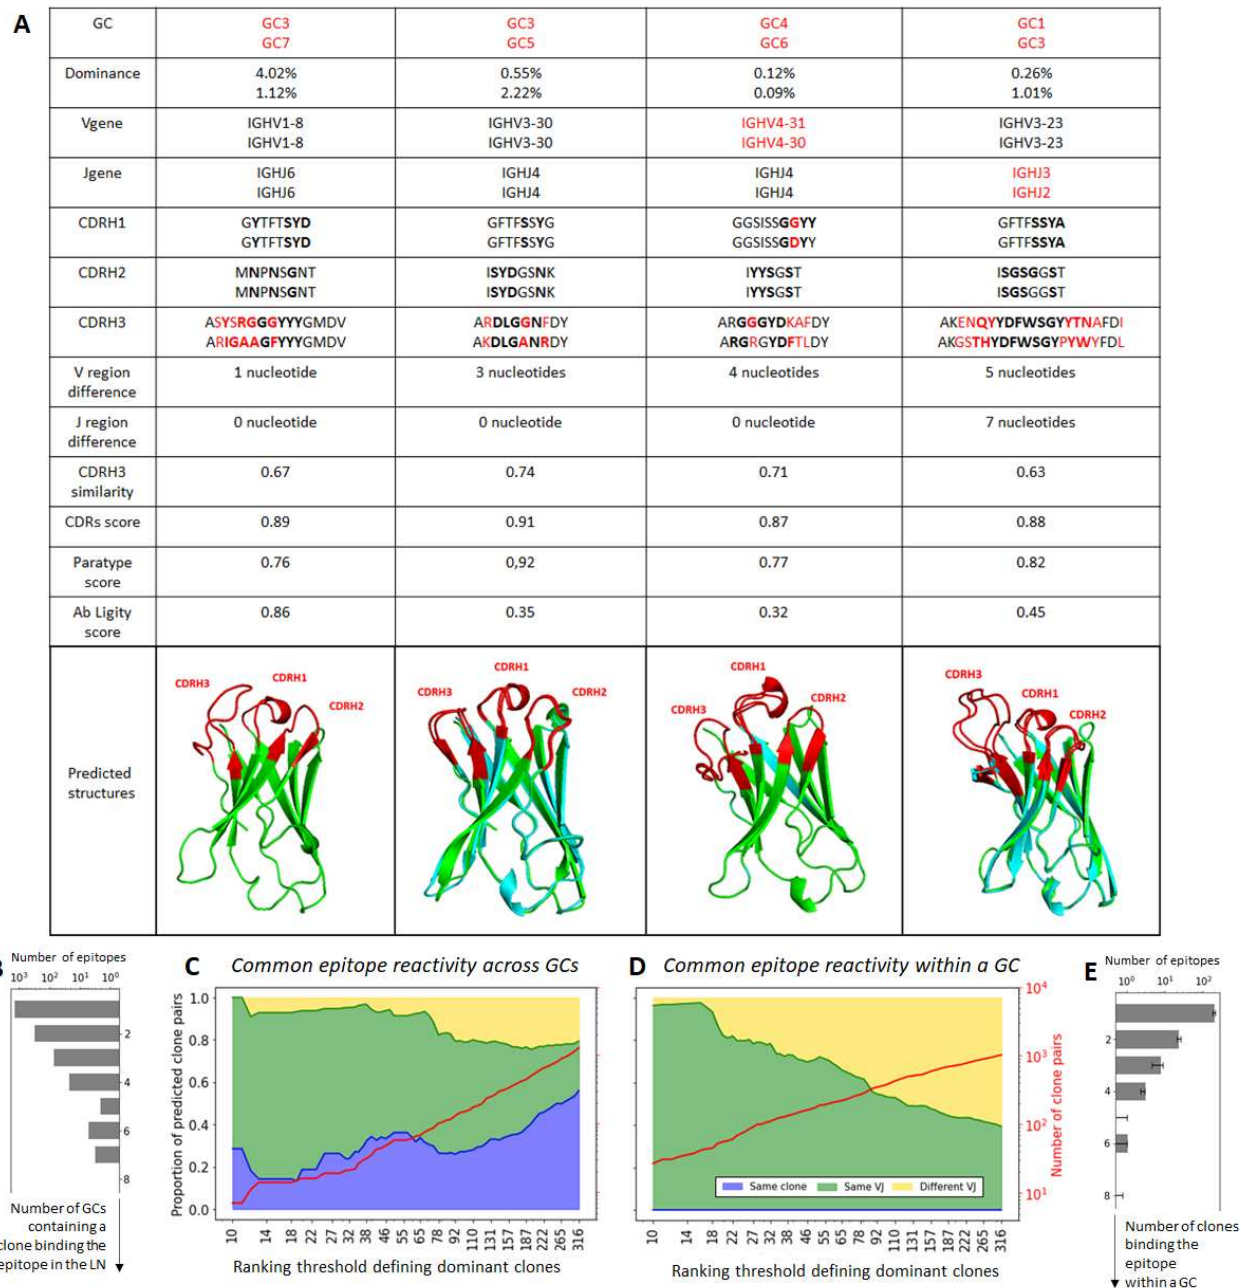 A
GC
GC3
GC7
GC3
GC5
GC4
GC6
GC1
GC3
Dominance
4.02%
1.12%
0.55%
2.22%
0.12%
0.09%
0.26%
1.01%
Vgene
IGHV1-8
IGHV1-8
IGHV3-30
IGHV3-30
IGHV4-31
IGHV4-30
IGHV3-23
IGHV3-23
Jgene
IGHJ6
IGHJ6
IGHJ4
IGHJ4
IGHJ4
IGHJ4
IGHJ3
IGHJ2
CDRH1
GYTFTSYD
GYTFTSYD
GFTFSSYG
GFTFSSYG
GGSISSGGYY
GGSISSGDYY
GFTFSSYA
GFTFSSYA
CDRH2
MNPNSGNT
MNPNSGNT
ISYDGSNK
ISYDGSNK
IYYSGST
IYYSGST
ISGSGGST
ISGSGGST
CDRH3
ASYSRGGGYYYGMDV
ARIGAAGFYYYGMDV
ARDLGGNFDY
AKDLGANRDY
ARGGGYDKAFDY
ARGRGYDFTLDY
AKENQYYDFWSGYYTNAFDI
AKGSTHYDFWSGYPYWYFDL
V region
difference
1 nucleotide
3 nucleotides
4 nucleotides
5 nucleotides
J region
difference
0 nucleotide
0 nucleotide
0 nucleotide
7 nucleotides
CDRH3
similarity
0.67
0.74
0.71
0.63
CDRs score
0.89
0.91
0.87
0.88
Paratype
score
0.76
0,92
0.77
0.82
Ab Ligity
score
0.86
0.35
0.32
0.45
Predicted
structures
CDRH3
CDRH1
CDRH2
CDRH3
CDRH1
CDRH2
CDRH3
CDRH1
CDRH2
CDRH3
CDRH1
CDRH2
Number of epitopes
10³ 10² 10¹ 10⁰
2
4
6
8
Number of GCs
containing a
clone binding the
epitope in the LN
C
Common epitope reactivity across GCs
Proportion of predicted clone pairs
1.0
0.8
0.6
0.4
0.2
0.0
10 14 18 22 27 32 38 46 55 65 78 92 110 131 157 187 222 265 316
Ranking threshold defining dominant clones
D
Common epitope reactivity within a GC
10⁴
10³
10²
10¹
Number of clone pairs
Same clone
Same VJ
Different VJ
10 14 18 22 27 32 38 46 55 65 78 92 110 131 157 187 222 265 316
Ranking threshold defining dominant clones
E
Number of epitopes
10⁰ 10¹ 10²
2
4
6
8
Number of clones
binding the
epitope
within a GC